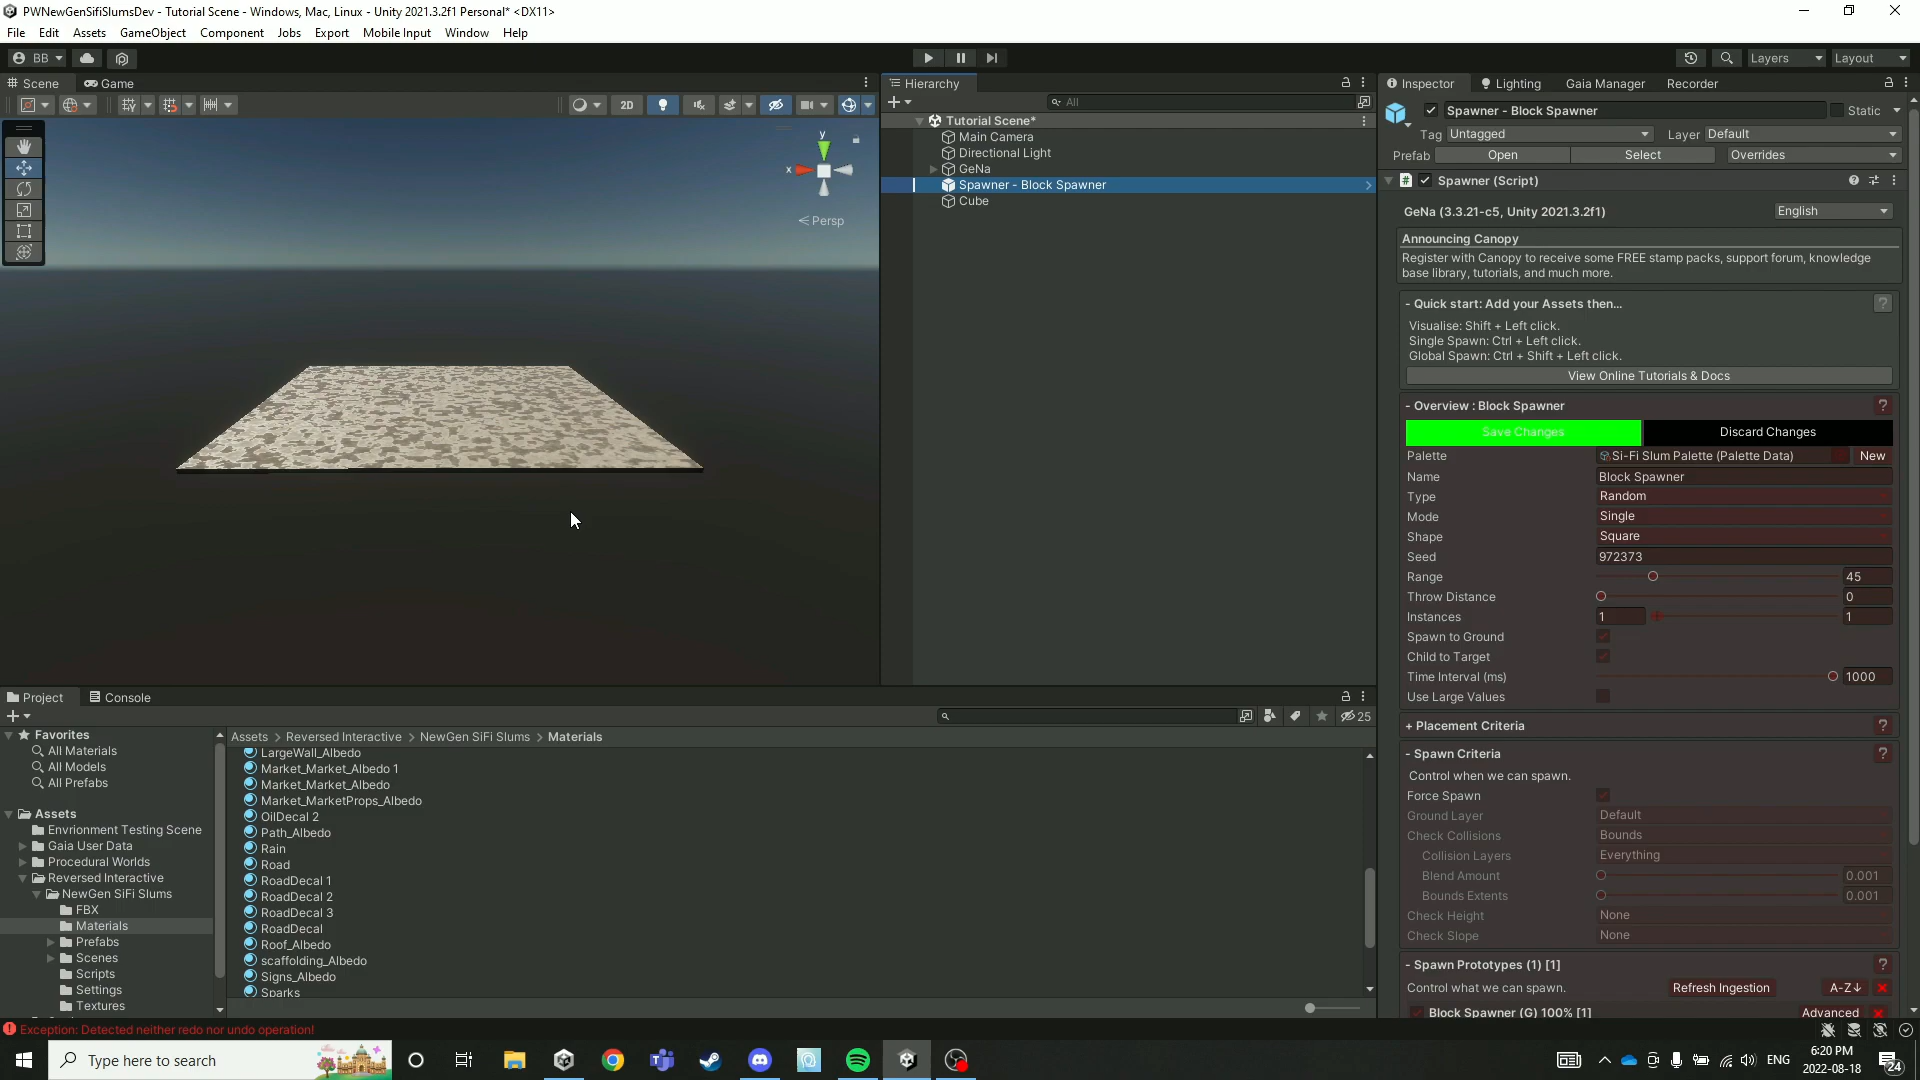 PWNewGenSifiSlumsDev - Tutorial Scene - Windows, Mac, Linux - Unity 2021.3.2f1 Personal* <DX11>
File Edit Assets GameObject Component Jobs Export Mobile Input Window Help
BB
Layers
Layout
Scene
Game
2D
y
x
Persp
Hierarchy
All
Tutorial Scene*
Main Camera
Directional Light
GeNa
Spawner - Block Spawner
Cube
Inspector
Lighting
Gaia Manager
Recorder
Spawner - Block Spawner
Static
Tag Untagged
Layer Default
Prefab Open Select Overrides
Spawner (Script)
GeNa (3.3.21-c5, Unity 2021.3.2f1)
English
Announcing Canopy
Register with Canopy to receive some FREE stamp packs, support forum, knowledge
base library, tutorials, and much more.
- Quick start: Add your Assets then...
?
Visualise: Shift + Left click.
Single Spawn: Ctrl + Left click.
Global Spawn: Ctrl + Shift + Left click.
View Online Tutorials & Docs
- Overview : Block Spawner
?
Save Changes
Discard Changes
Palette Si-Fi Slum Palette (Palette Data) New
Name Block Spawner
Type Random
Mode Single
Shape Square
Seed 972373
Range 45
Throw Distance 0
Instances 1 1
Spawn to Ground
Child to Target
Time Interval (ms) 1000
Use Large Values
+ Placement Criteria
?
- Spawn Criteria
?
Control when we can spawn.
Force Spawn
Ground Layer Default
Check Collisions Bounds
Collision Layers Everything
Blend Amount 0.001
Bounds Extents 0.001
Check Height None
Check Slope None
- Spawn Prototypes (1) [1]
?
Control what we can spawn. Refresh Ingestion A-Z↓
Block Spawner (G) 100% [1] Advanced
Project
Console
25
Favorites
All Materials
All Models
All Prefabs
Assets
Envrionment Testing Scene
Gaia User Data
Procedural Worlds
Reversed Interactive
NewGen SiFi Slums
FBX
Materials
Prefabs
Scenes
Scripts
Settings
Textures
Assets > Reversed Interactive > NewGen SiFi Slums > Materials
LargeWall_Albedo
Market_Market_Albedo 1
Market_Market_Albedo
Market_MarketProps_Albedo
OilDecal 2
Path_Albedo
Rain
Road
RoadDecal 1
RoadDecal 2
RoadDecal 3
RoadDecal
Roof_Albedo
scaffolding_Albedo
Signs_Albedo
Sparks
Exception: Detected neither redo nor undo operation!
Type here to search
ENG
6:20 PM
2022-08-18
24